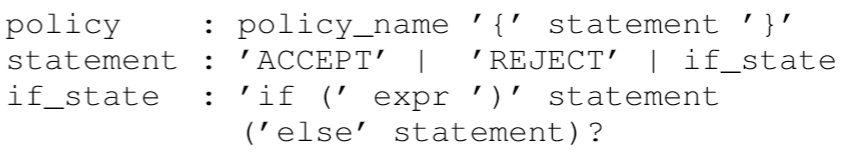 policy : policy_name '{' statement '}'
statement : 'ACCEPT' | 'REJECT' | if_state
if_state : 'if (' expr ')' statement
('else' statement)?